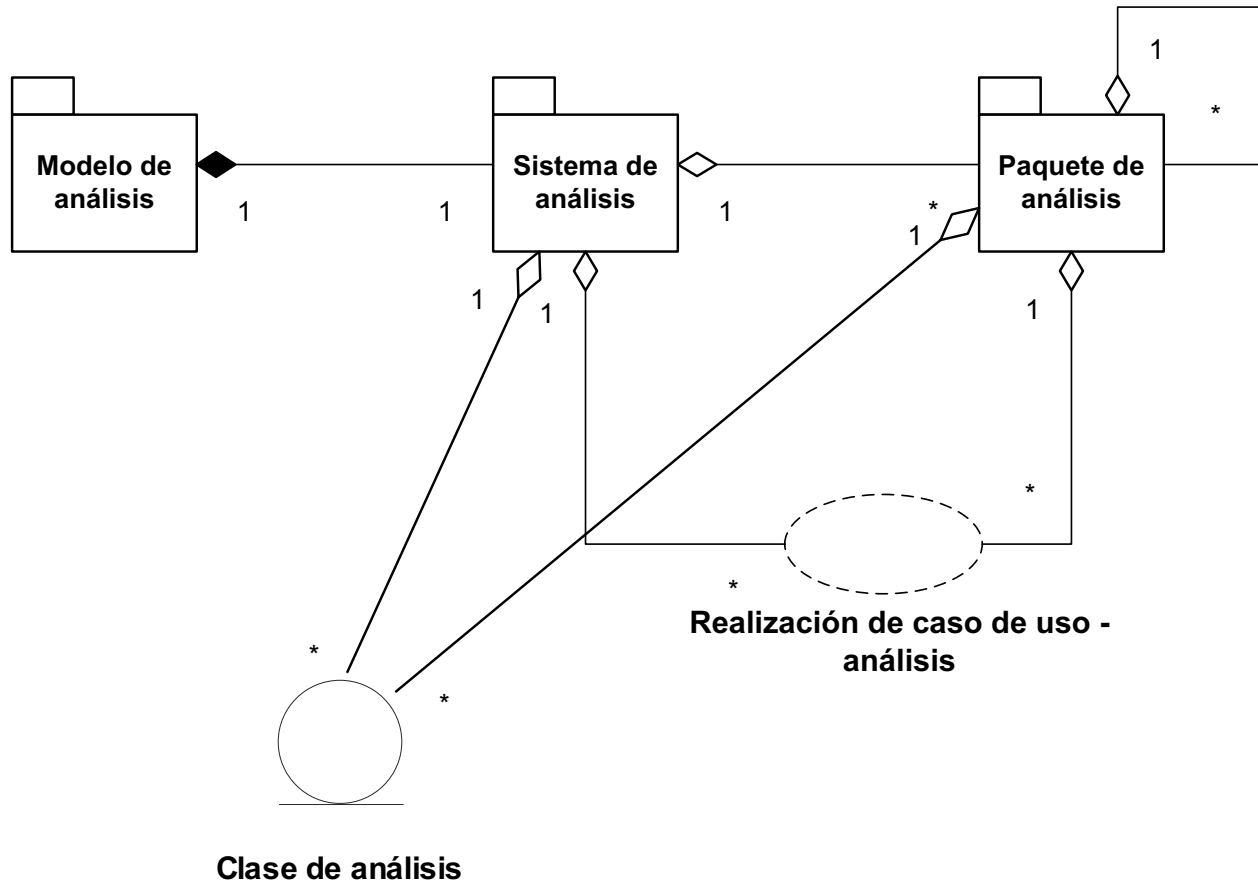 1
*
Modelo de
análisis
Sistema de
análisis
Paquete de
análisis
1
1
1
*
1
1
1
1
*
*
Realización de caso de uso -
análisis
*
*
Clase de análisis